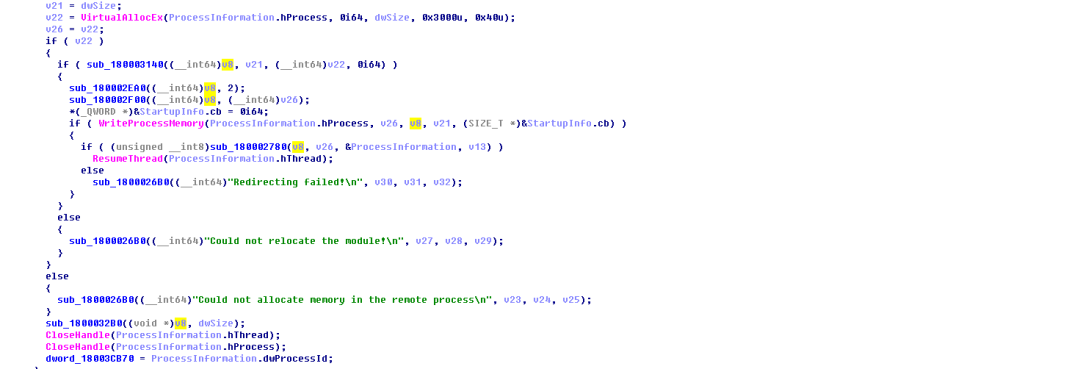 v21 = dwSize;
v22 = VirtualAllocEx(ProcessInformation.hProcess, 0i64, dwSize, 0x3000u, 0x40u);
v26 = v22;
if ( v22 )
{
if ( sub_180003140((__int64)v8, v21, (__int64)v22, 0i64) )
{
sub_180002EA0((__int64)v8, 2);
sub_180002F00((__int64)v8, (__int64)v26);
*(_QWORD *)&StartupInfo.cb = 0i64;
if ( WriteProcessMemory(ProcessInformation.hProcess, v26, v8, v21, (SIZE_T *)&StartupInfo.cb) )
{
if ( (unsigned __int8)sub_180002780(v8, v26, &ProcessInformation, v13) )
ResumeThread(ProcessInformation.hThread);
else
sub_1800026B0((__int64)"Redirecting failed!\n", v30, v31, v32);
}
}
else
{
sub_1800026B0((__int64)"Could not relocate the module!\n", v27, v28, v29);
}
}
else
{
sub_1800026B0((__int64)"Could not allocate memory in the remote process\n", v23, v24, v25);
}
sub_1800032B0((void *)v8, dwSize);
CloseHandle(ProcessInformation.hThread);
CloseHandle(ProcessInformation.hProcess);
dword_18003CB70 = ProcessInformation.dwProcessId;